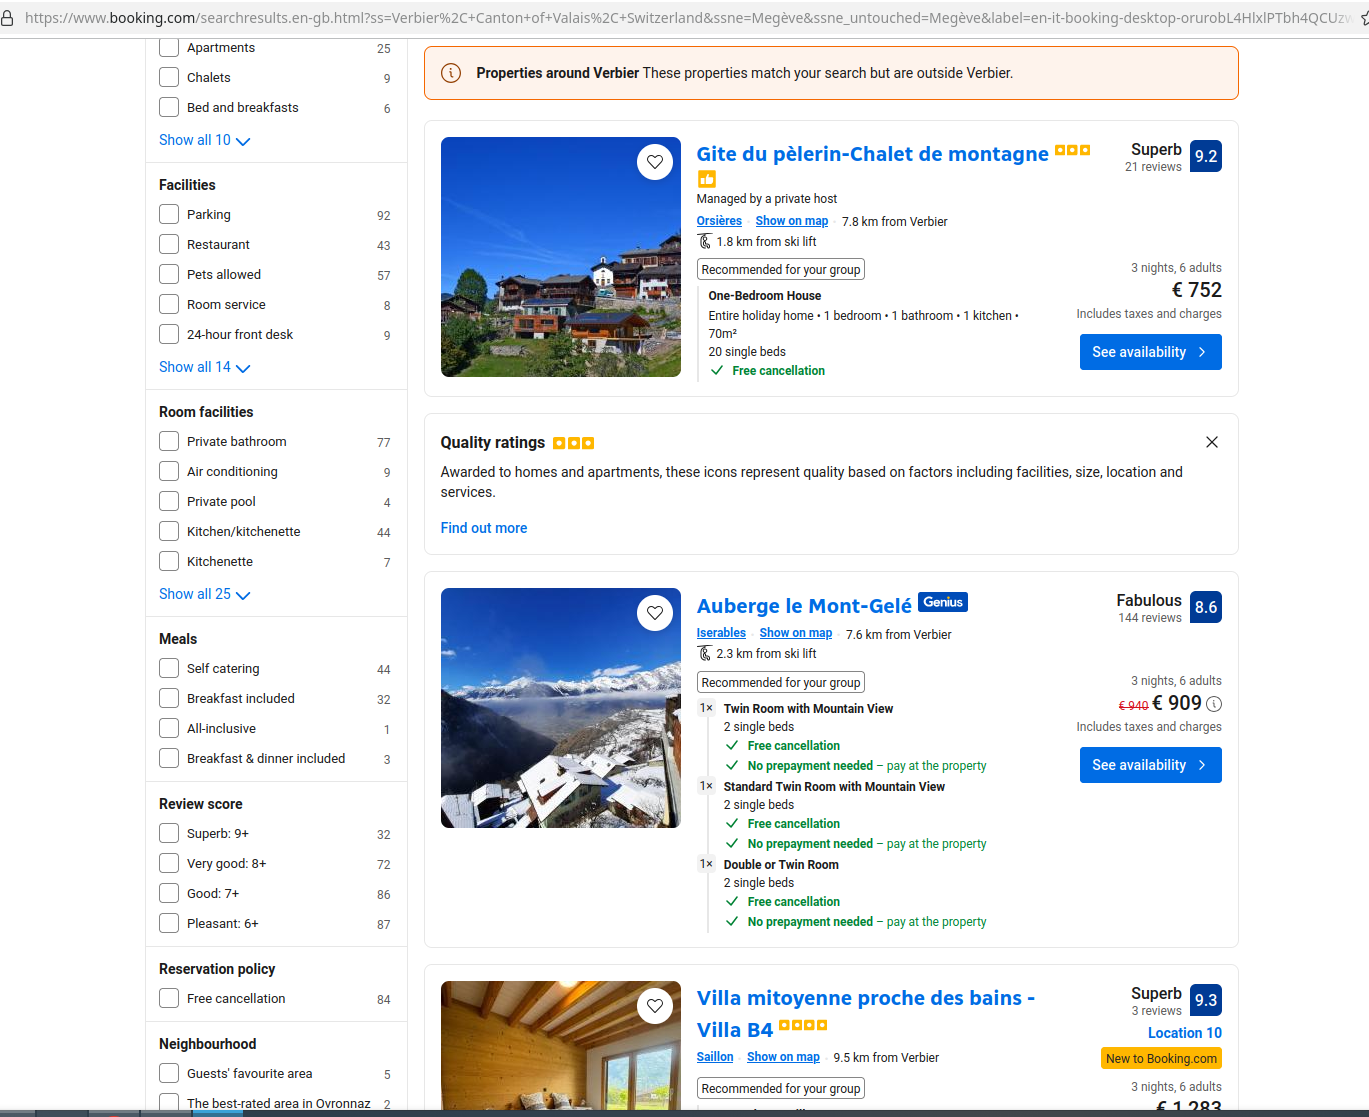 https://www.booking.com/searchresults.en-gb.html?ss=Verbier%2C+Canton+of+Valais%2C+Switzerland&ssne=Megève&ssne_untouched=Megève&label=en-it-booking-desktop-orurobL4HlxlPTbh4QCUzw
Apartments 25
Chalets 9
Bed and breakfasts 6
Show all 10
Facilities
Parking 92
Restaurant 43
Pets allowed 57
Room service 8
24-hour front desk 9
Show all 14
Room facilities
Private bathroom 77
Air conditioning 9
Private pool 4
Kitchen/kitchenette 44
Kitchenette 7
Show all 25
Meals
Self catering 44
Breakfast included 32
All-inclusive 1
Breakfast & dinner included 3
Review score
Superb: 9+ 32
Very good: 8+ 72
Good: 7+ 86
Pleasant: 6+ 87
Reservation policy
Free cancellation 84
Neighbourhood
Guests' favourite area 5
The best-rated area in Ovronnaz 2
Properties around Verbier These properties match your search but are outside Verbier.
Gite du pèlerin-Chalet de montagne
Superb 9.2
21 reviews
Managed by a private host
Orsières · Show on map · 7.8 km from Verbier
1.8 km from ski lift
Recommended for your group
One-Bedroom House
Entire holiday home • 1 bedroom • 1 bathroom • 1 kitchen •
70m²
20 single beds
Free cancellation
3 nights, 6 adults
€ 752
Includes taxes and charges
See availability
Quality ratings
Awarded to homes and apartments, these icons represent quality based on factors including facilities, size, location and
services.
Find out more
Auberge le Mont-Gelé Genius
Fabulous 8.6
144 reviews
Iserables · Show on map · 7.6 km from Verbier
2.3 km from ski lift
Recommended for your group
1× Twin Room with Mountain View
2 single beds
Free cancellation
No prepayment needed – pay at the property
1× Standard Twin Room with Mountain View
2 single beds
Free cancellation
No prepayment needed – pay at the property
1× Double or Twin Room
2 single beds
Free cancellation
No prepayment needed – pay at the property
3 nights, 6 adults
€ 940 € 909
Includes taxes and charges
See availability
Villa mitoyenne proche des bains -
Villa B4
Superb 9.3
3 reviews
Location 10
New to Booking.com
Saillon · Show on map · 9.5 km from Verbier
Recommended for your group
3 nights, 6 adults
€ 1,283